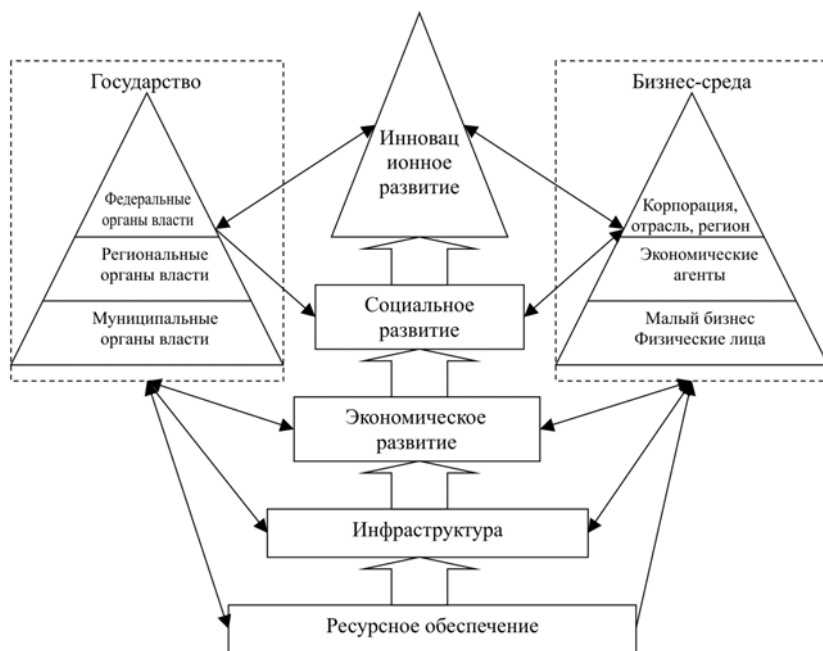 Государство
Федеральные
органы власти
Региональные
органы власти
Муниципальные
органы власти
Инновац
ионное
развитие
Социальное
развитие
Экономическое
развитие
Инфраструктура
Ресурсное обеспечение
Бизнес-среда
Корпорация,
отрасль, регион
Экономические
агенты
Малый бизнес
Физические лица